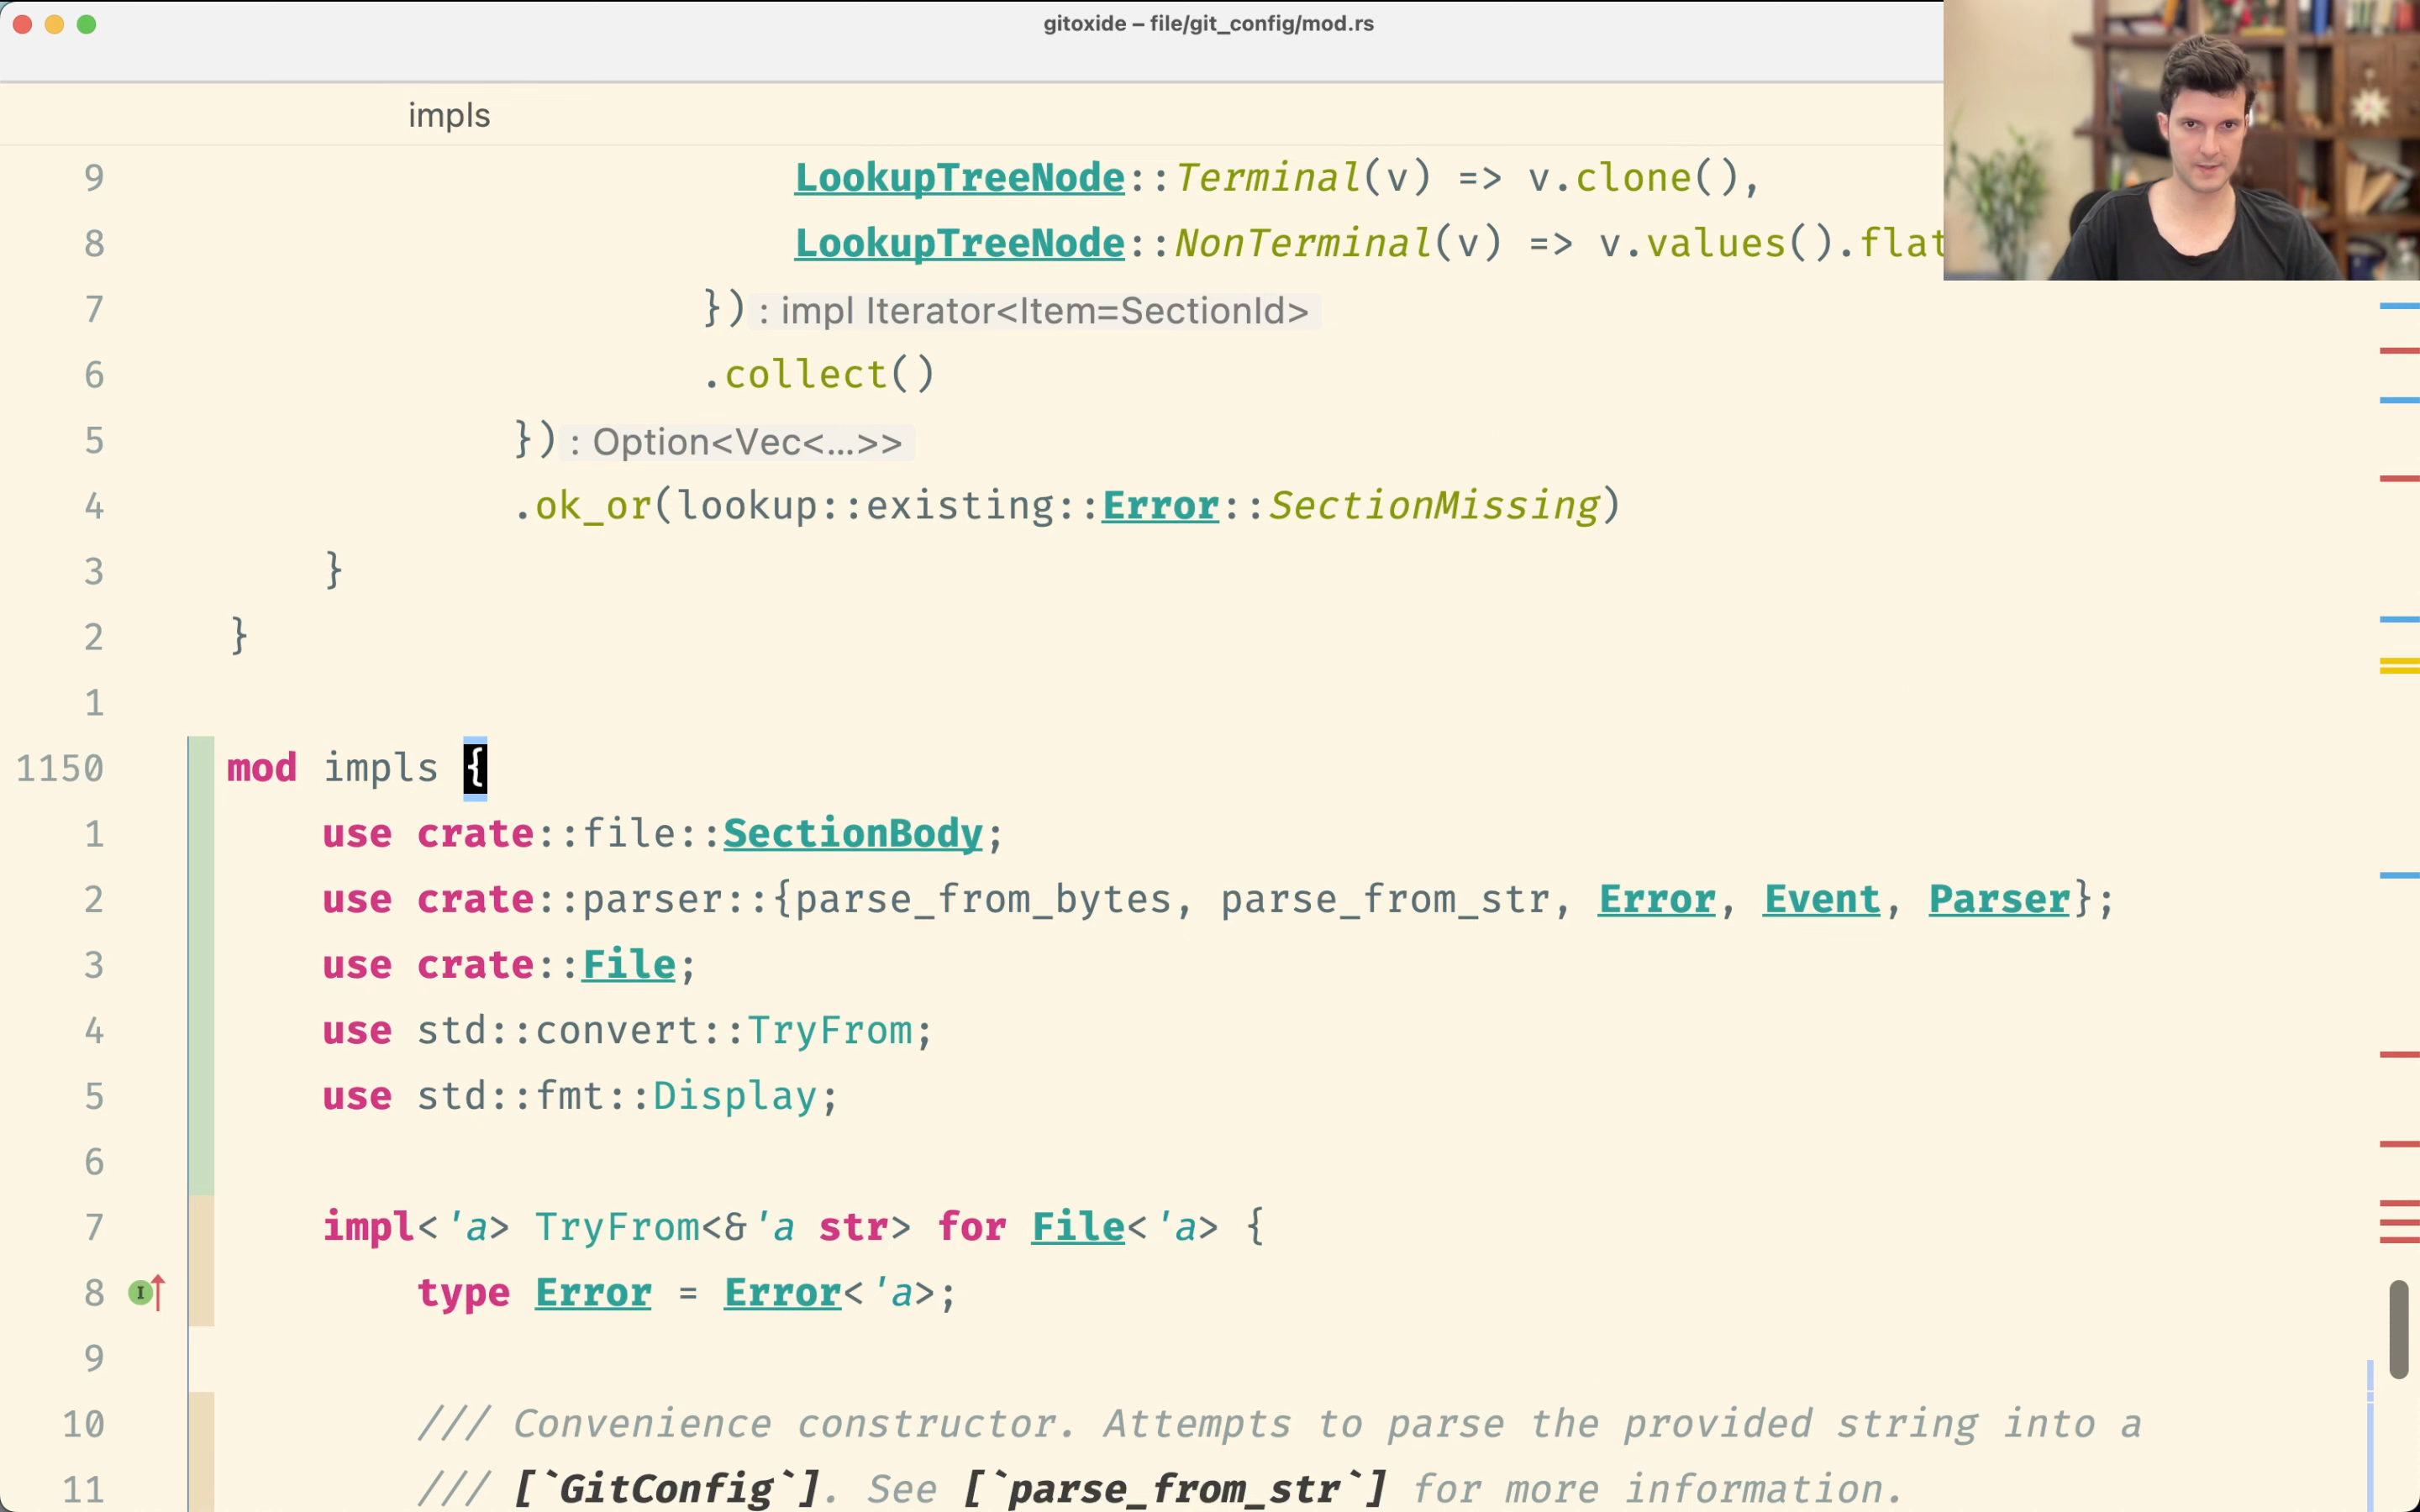 gitoxide – file/git_config/mod.rs
impls
9 LookupTreeNode::Terminal(v) => v.clone(),
8 LookupTreeNode::NonTerminal(v) => v.values().flat
7 }) : impl Iterator<Item=SectionId>
6 .collect()
5 }) : Option<Vec<...>>
4 .ok_or(lookup::existing::Error::SectionMissing)
3 }
2 }
1
1150 mod impls {
1 use crate::file::SectionBody;
2 use crate::parser::{parse_from_bytes, parse_from_str, Error, Event, Parser};
3 use crate::File;
4 use std::convert::TryFrom;
5 use std::fmt::Display;
6
7 impl<'a> TryFrom<&'a str> for File<'a> {
8 I type Error = Error<'a>;
9
10 /// Convenience constructor. Attempts to parse the provided string into a
11 /// [`GitConfig`]. See [`parse_from_str`] for more information.